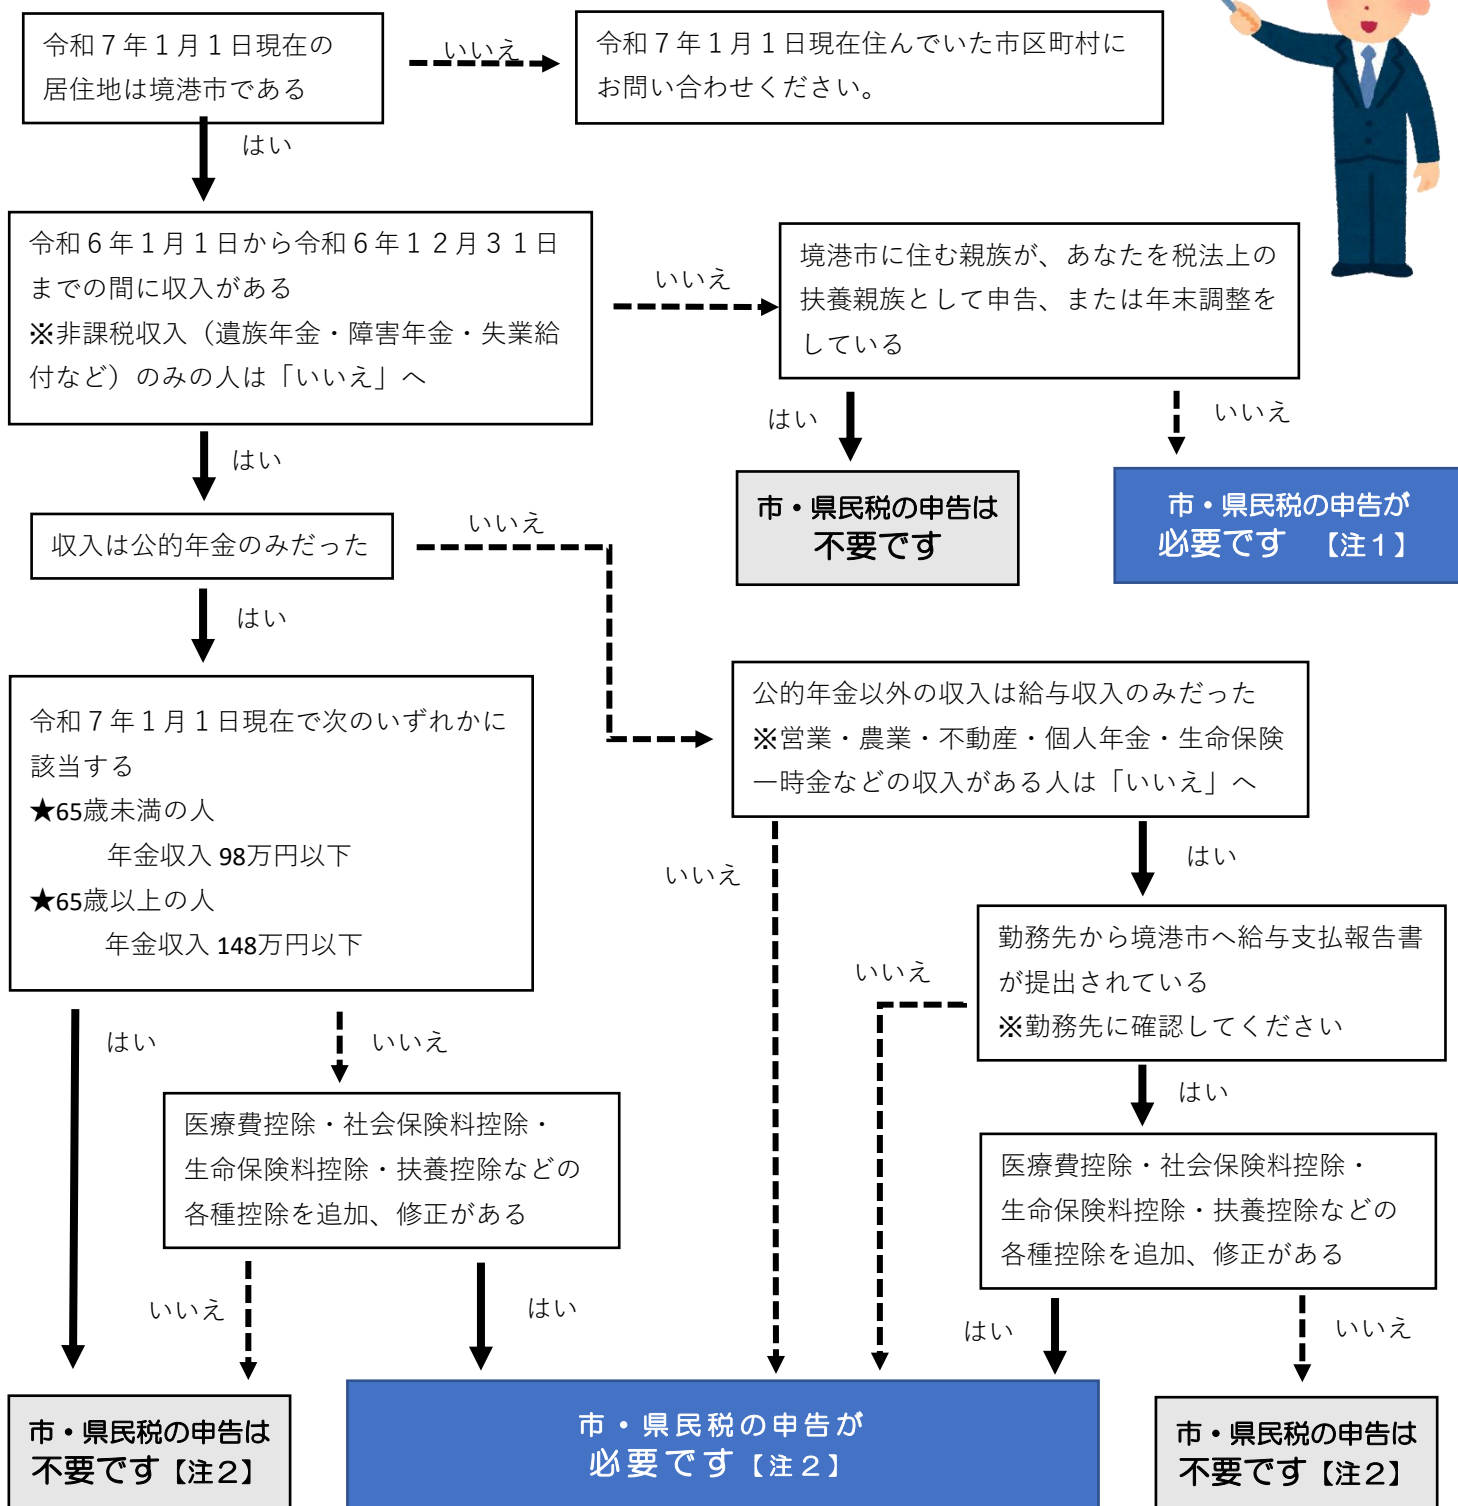 令和７年１月１日現在の
居住地は境港市である
いいえ
令和７年１月１日現在住んでいた市区町村に
お問い合わせください。
はい
令和６年１月１日から令和６年１２月３１日
までの間に収入がある
※非課税収入（遺族年金・障害年金・失業給
付など）のみの人は「いいえ」へ
いいえ
境港市に住む親族が、あなたを税法上の
扶養親族として申告、または年末調整を
している
はい
いいえ
市・県民税の申告は
不要です
市・県民税の申告が
必要です　【注１】
はい
収入は公的年金のみだった
いいえ
はい
令和７年１月１日現在で次のいずれかに
該当する
★65歳未満の人
年金収入 98万円以下
★65歳以上の人
年金収入 148万円以下
公的年金以外の収入は給与収入のみだった
※営業・農業・不動産・個人年金・生命保険
一時金などの収入がある人は「いいえ」へ
いいえ
はい
勤務先から境港市へ給与支払報告書
が提出されている
※勤務先に確認してください
いいえ
はい
はい
いいえ
医療費控除・社会保険料控除・
生命保険料控除・扶養控除などの
各種控除を追加、修正がある
医療費控除・社会保険料控除・
生命保険料控除・扶養控除などの
各種控除を追加、修正がある
いいえ
はい
はい
いいえ
市・県民税の申告は
不要です【注２】
市・県民税の申告が
必要です【注２】
市・県民税の申告は
不要です【注２】